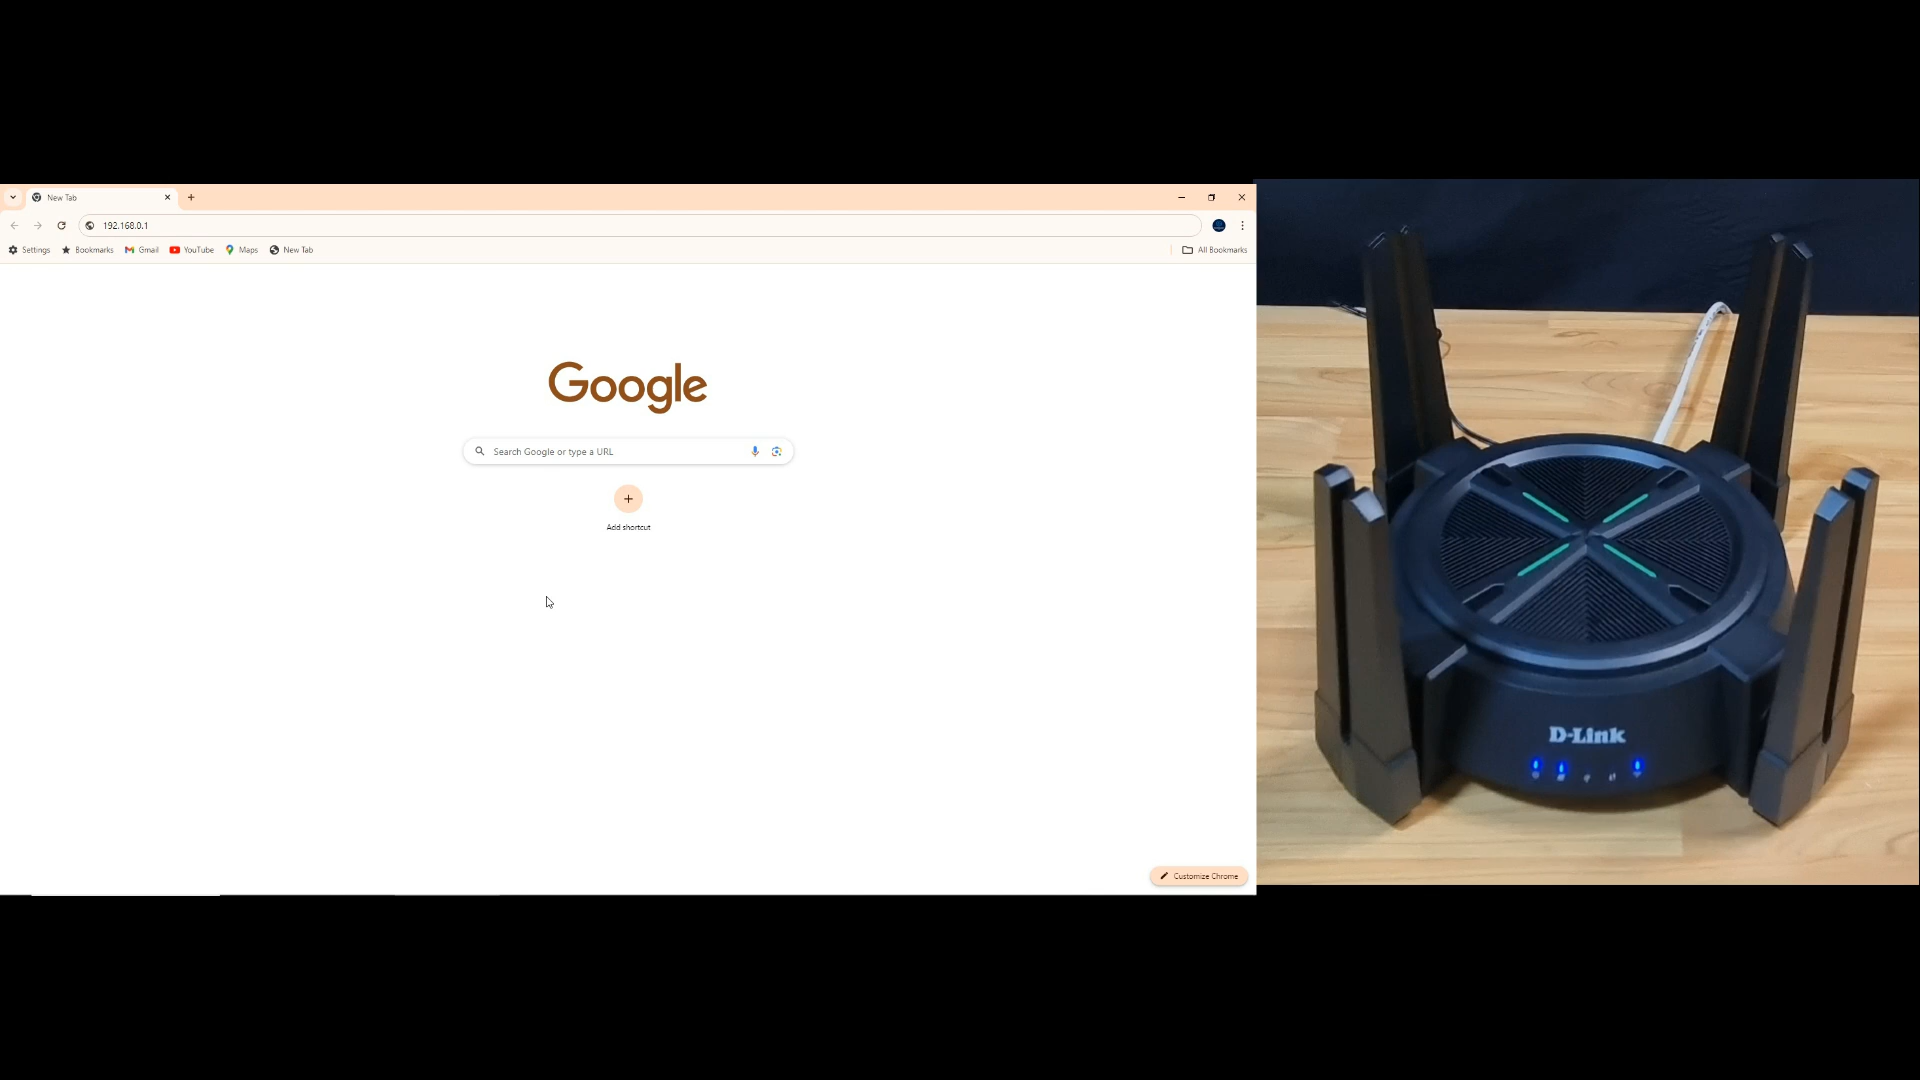 New Tab
192.168.0.1
Settings Bookmarks Gmail YouTube Maps New Tab All Bookmarks
Google
Search Google or type a URL
Add shortcut
Customize Chrome
D-Link